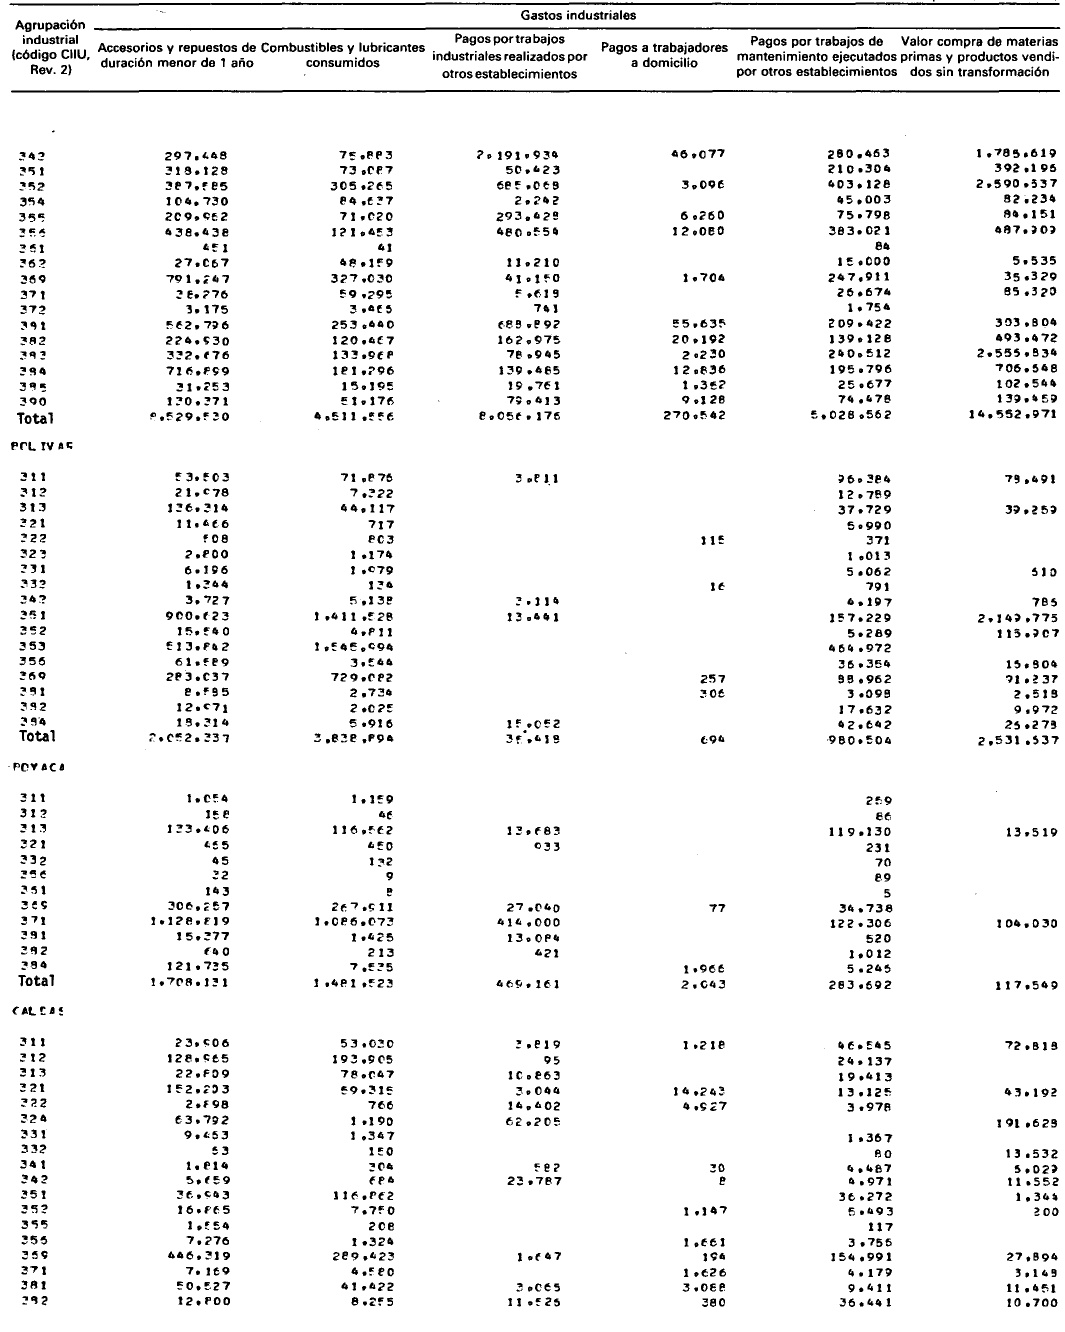 Gastos industriales
Agrupación industrial (código CIIU, Rev. 2) Accesorios y repuestos de duración menor de 1 año Combustibles y lubricantes consumidos Pagos por trabajos industriales realizados por otros establecimientos Pagos a trabajadores a domicilio Pagos por trabajos de mantenimiento ejecutados por otros establecimientos Valor compra de materias primas y productos vendidos sin transformación
342 297.448 75.883 2.191.934 46.077 280.463 1.785.619
351 318.128 73.087 50.423 210.304 392.196
352 387.585 305.265 685.068 3.096 403.128 2.590.537
354 104.730 84.637 2.242 45.003 82.234
355 209.952 71.020 293.428 6.260 75.798 84.151
356 438.438 121.453 480.554 12.080 383.021 487.909
361 451 41 84
362 27.067 48.159 11.210 15.000 5.535
369 791.247 327.030 41.150 1.704 247.911 35.329
371 38.276 59.295 5.618 26.674 85.320
372 3.175 3.465 741 1.754
381 562.796 253.440 688.892 55.635 209.422 303.804
382 224.930 120.467 162.975 20.192 139.128 493.472
383 332.676 133.968 78.945 2.230 240.512 2.555.834
384 716.899 181.296 139.485 12.836 195.796 706.548
385 31.253 15.195 19.761 1.362 25.677 102.544
390 130.371 51.176 79.413 9.128 74.478 139.459
Total 8.529.530 4.511.556 8.056.176 270.542 5.028.562 14.552.971
BOLIVAR
311 53.503 71.876 3.811 96.384 79.491
312 21.978 7.322 12.789
313 136.314 44.117 37.729 39.259
321 11.466 717 5.990
322 508 803 115 371
323 2.800 1.174 1.013
331 6.196 1.079 5.062 510
332 1.344 134 16 791
342 3.727 5.138 3.114 4.197 785
351 900.623 1.411.528 13.441 157.229 2.149.775
352 15.540 4.811 5.289 113.907
353 513.842 1.545.994 464.972
356 61.589 3.544 36.354 15.804
369 283.037 729.082 257 88.962 91.237
381 8.585 2.734 306 3.098 2.518
382 12.971 2.025 17.632 9.972
384 18.314 5.916 15.052 42.642 25.278
Total 2.052.337 3.838.894 35.418 694 980.504 2.531.537
BOYACA
311 1.054 1.159 259
312 158 46 86
313 133.406 116.562 13.683 119.130 13.519
321 455 450 933 231
332 45 132 70
356 32 9 89
361 143 8 5
369 306.257 267.911 27.040 77 34.738
371 1.128.819 1.086.073 414.000 122.306 104.030
381 15.377 1.425 13.084 520
382 640 213 421 1.012
384 121.735 7.535 1.966 5.245
Total 1.708.131 1.481.523 469.161 2.043 283.692 117.549
CALDAS
311 23.906 53.030 3.819 1.218 46.545 72.818
312 128.965 193.905 95 24.137
313 22.809 78.047 10.863 19.413
321 152.203 59.315 3.044 14.243 13.125 43.192
322 2.898 766 14.402 4.927 3.978
324 63.792 1.190 62.205 191.628
331 9.453 1.347 1.367
332 53 150 80 13.532
341 1.814 304 582 30 4.487 5.029
342 5.659 684 23.787 8 4.971 11.552
351 36.943 116.862 36.272 1.344
352 16.865 7.750 1.147 5.493 200
355 1.554 208 117
356 7.276 1.324 1.661 3.755
369 446.319 289.423 1.647 194 154.991 27.894
371 7.169 4.580 1.626 4.179 3.148
381 50.527 41.422 3.065 3.088 9.411 11.451
382 12.800 8.255 11.525 380 36.441 10.700